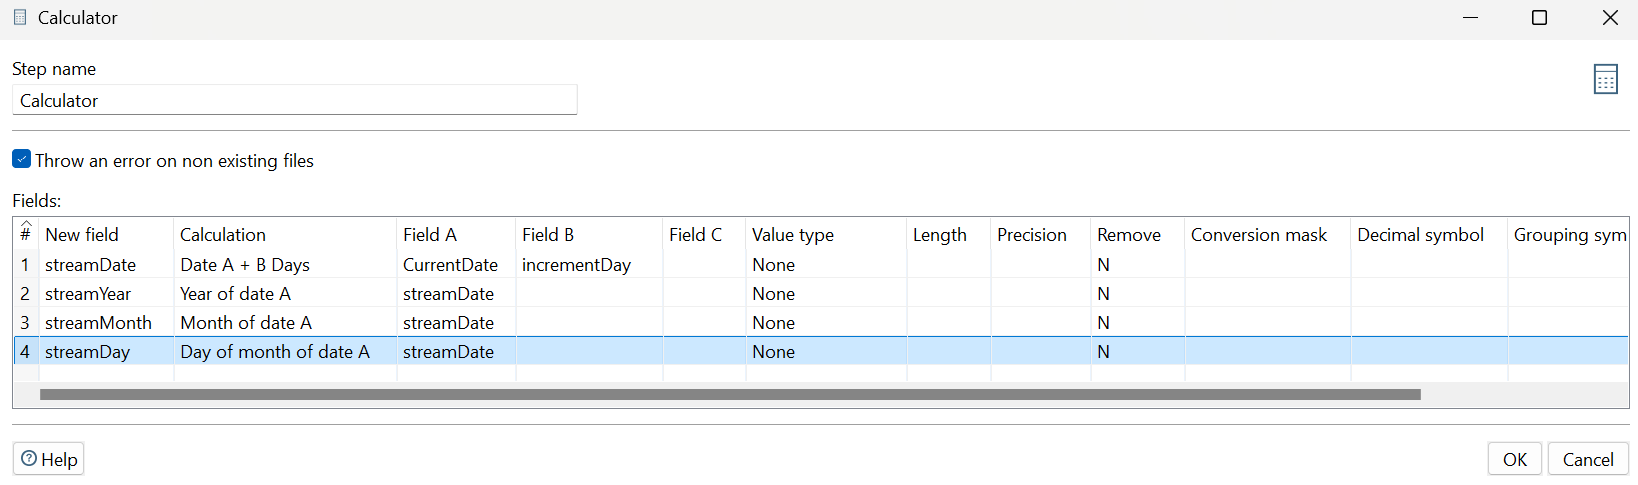 Calculator
Step name
Calculator
Throw an error on non existing files
Fields:
# New field Calculation Field A Field B Field C Value type Length Precision Remove Conversion mask Decimal symbol Grouping sym
1 streamDate Date A + B Days CurrentDate incrementDay None N
2 streamYear Year of date A streamDate None N
3 streamMonth Month of date A streamDate None N
4 streamDay Day of month of date A streamDate None N
Help OK Cancel